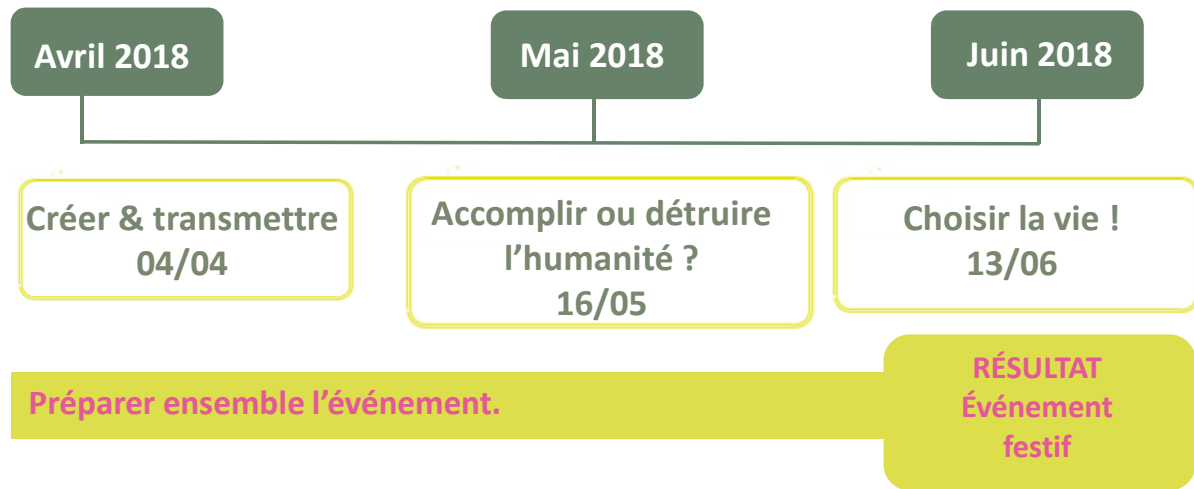 Avril 2018
Mai 2018
Juin 2018
Créer & transmettre
04/04
Accomplir ou détruire
l’humanité ?
16/05
Choisir la vie !
13/06
Préparer ensemble l’événement.
RÉSULTAT
Événement
festif